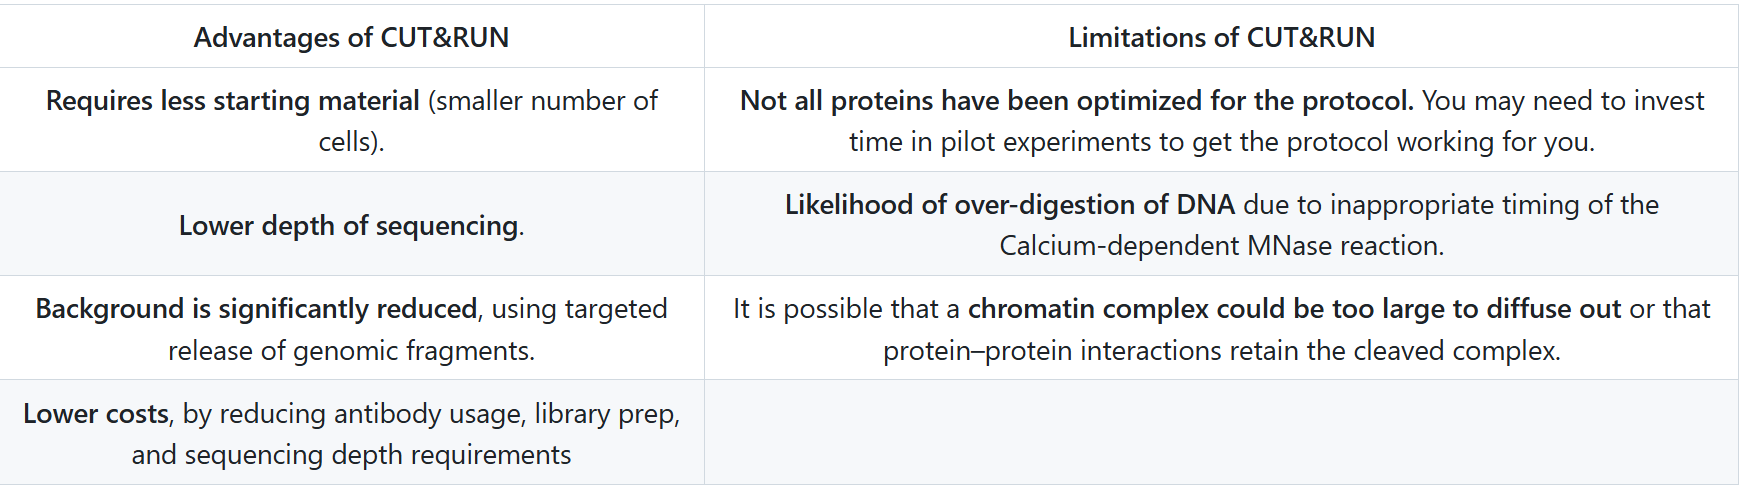 Advantages of CUT&RUN
Limitations of CUT&RUN
Requires less starting material (smaller number of
cells).
Not all proteins have been optimized for the protocol. You may need to invest
time in pilot experiments to get the protocol working for you.
Lower depth of sequencing.
Likelihood of over-digestion of DNA due to inappropriate timing of the
Calcium-dependent MNase reaction.
Background is significantly reduced, using targeted
release of genomic fragments.
It is possible that a chromatin complex could be too large to diffuse out or that
protein–protein interactions retain the cleaved complex.
Lower costs, by reducing antibody usage, library prep,
and sequencing depth requirements